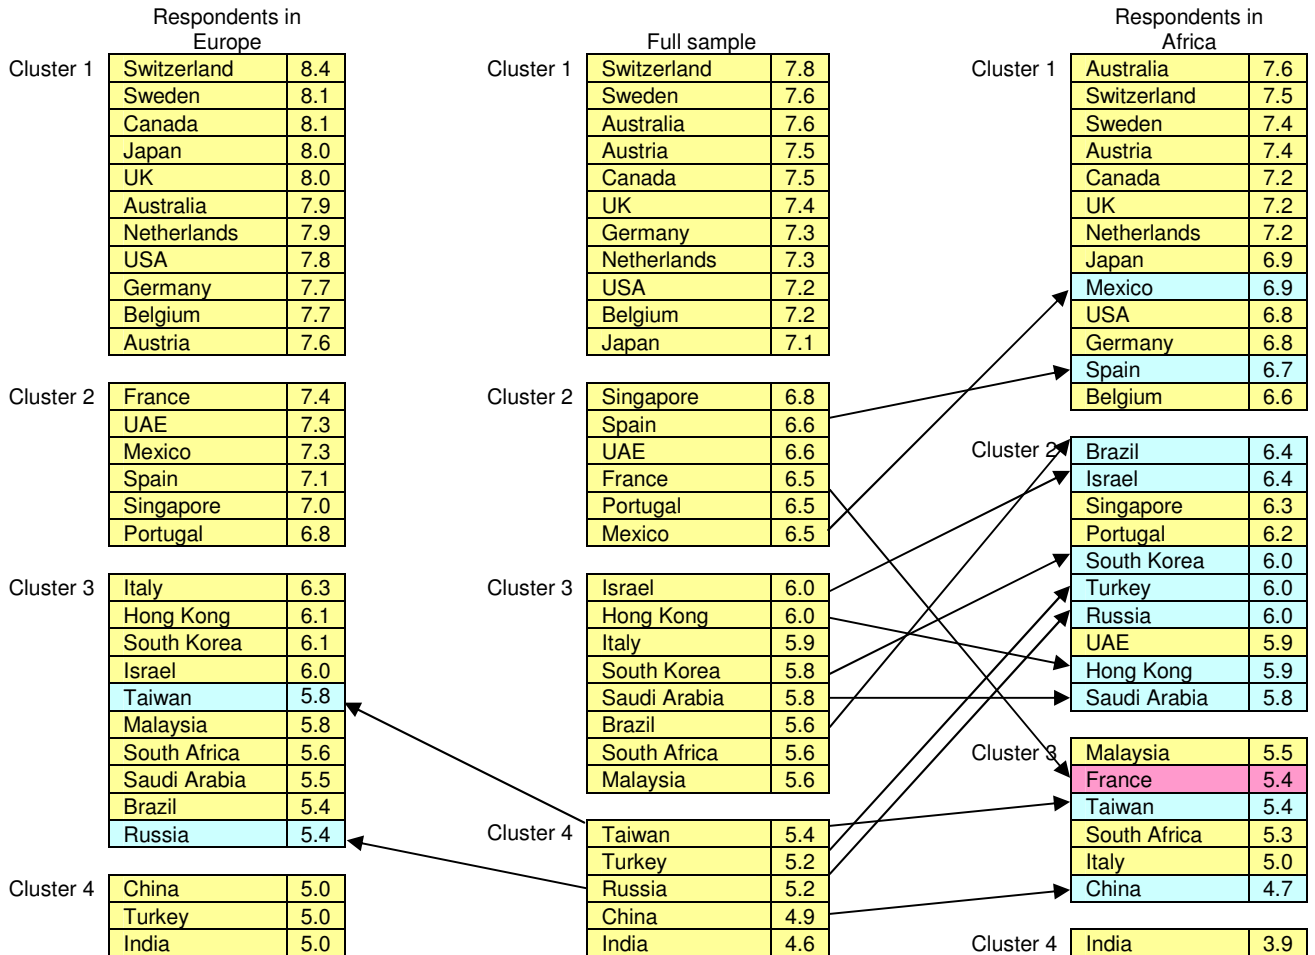 Respondents in
Europe
Cluster 1
Switzerland 8.4
Sweden 8.1
Canada 8.1
Japan 8.0
UK 8.0
Australia 7.9
Netherlands 7.9
USA 7.8
Germany 7.7
Belgium 7.7
Austria 7.6
Cluster 2
France 7.4
UAE 7.3
Mexico 7.3
Spain 7.1
Singapore 7.0
Portugal 6.8
Cluster 3
Italy 6.3
Hong Kong 6.1
South Korea 6.1
Israel 6.0
Taiwan 5.8
Malaysia 5.8
South Africa 5.6
Saudi Arabia 5.5
Brazil 5.4
Russia 5.4
Cluster 4
China 5.0
Turkey 5.0
India 5.0
Full sample
Cluster 1
Switzerland 7.8
Sweden 7.6
Australia 7.6
Austria 7.5
Canada 7.5
UK 7.4
Germany 7.3
Netherlands 7.3
USA 7.2
Belgium 7.2
Japan 7.1
Cluster 2
Singapore 6.8
Spain 6.6
UAE 6.6
France 6.5
Portugal 6.5
Mexico 6.5
Cluster 3
Israel 6.0
Hong Kong 6.0
Italy 5.9
South Korea 5.8
Saudi Arabia 5.8
Brazil 5.6
South Africa 5.6
Malaysia 5.6
Cluster 4
Taiwan 5.4
Turkey 5.2
Russia 5.2
China 4.9
India 4.6
Respondents in
Africa
Cluster 1
Australia 7.6
Switzerland 7.5
Sweden 7.4
Austria 7.4
Canada 7.2
UK 7.2
Netherlands 7.2
Japan 6.9
Mexico 6.9
USA 6.8
Germany 6.8
Spain 6.7
Belgium 6.6
Cluster 2
Brazil 6.4
Israel 6.4
Singapore 6.3
Portugal 6.2
South Korea 6.0
Turkey 6.0
Russia 6.0
UAE 5.9
Hong Kong 5.9
Saudi Arabia 5.8
Cluster 3
Malaysia 5.5
France 5.4
Taiwan 5.4
South Africa 5.3
Italy 5.0
China 4.7
Cluster 4
India 3.9